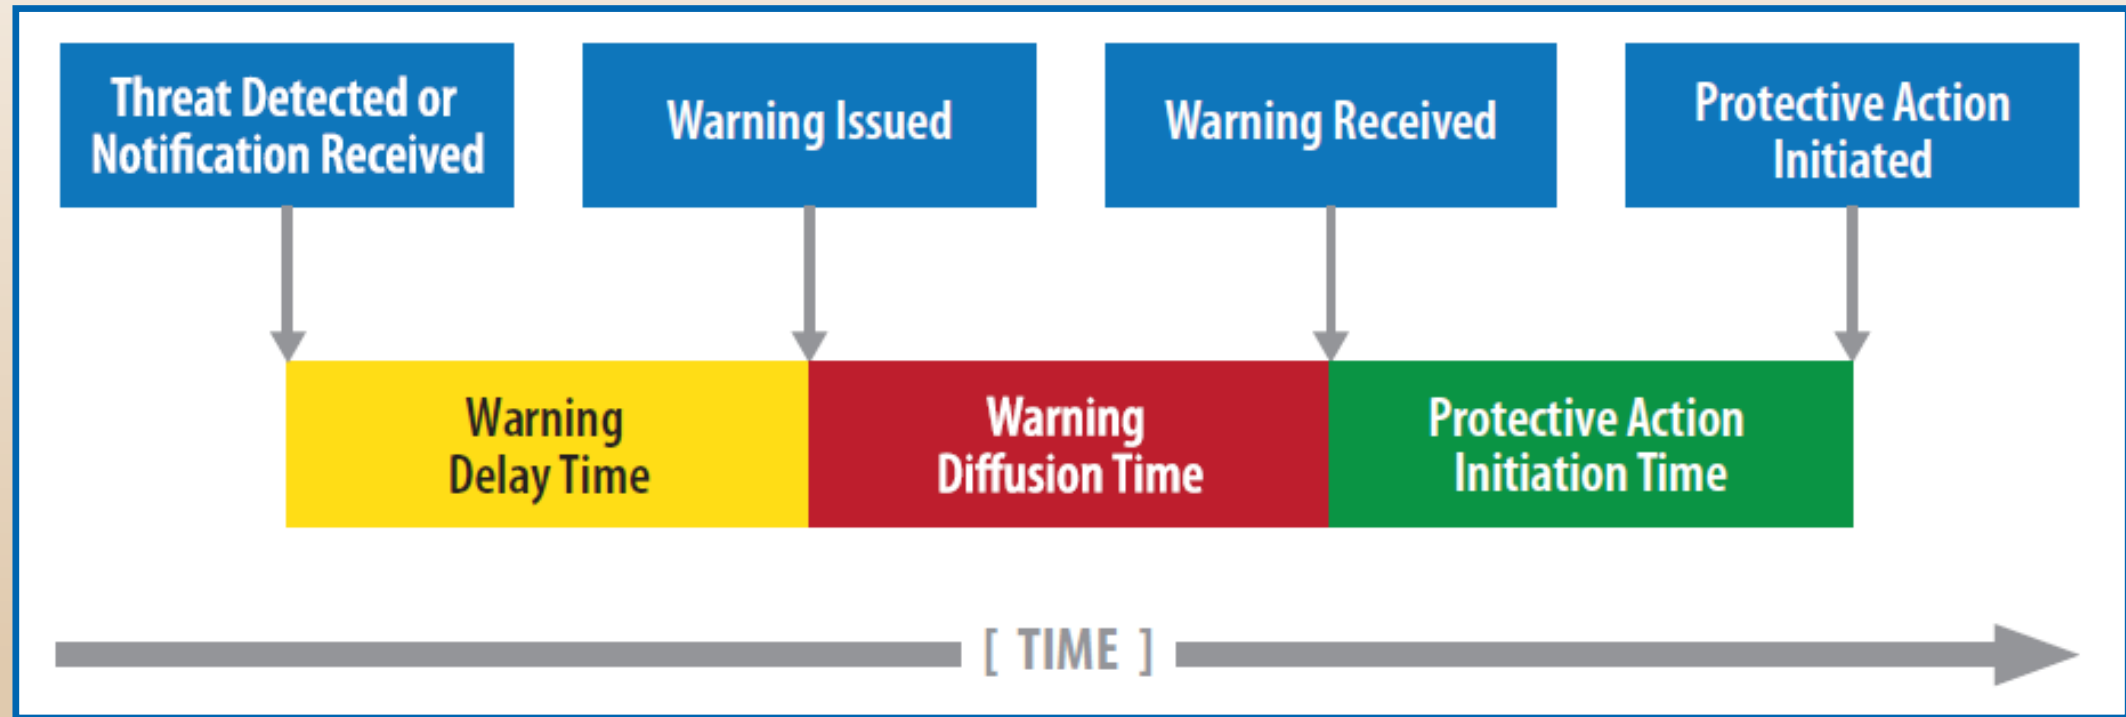 Threat Detected or
Notification Received
Warning Issued
Warning Received
Protective Action
Initiated
Warning
Delay Time
Warning
Diffusion Time
Protective Action
Initiation Time
[ TIME ]